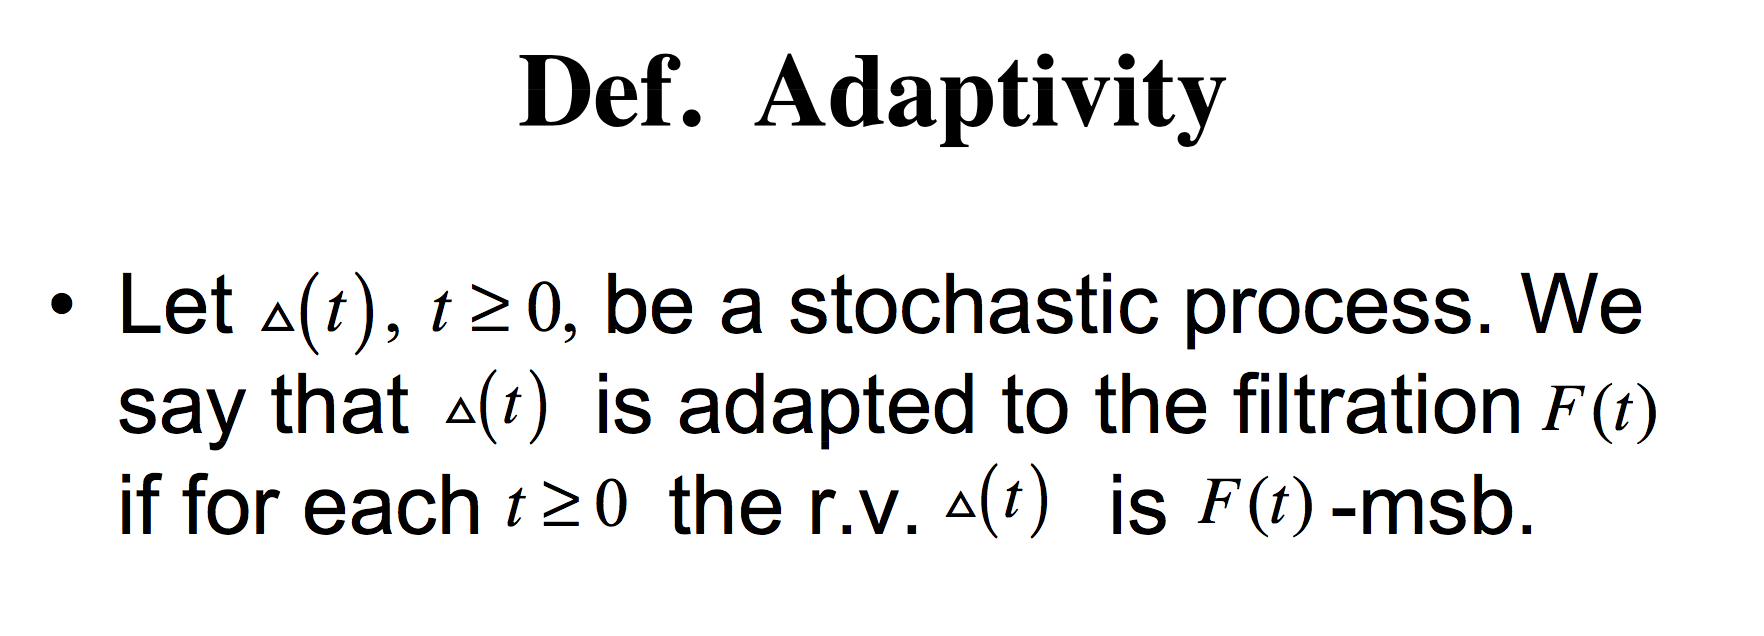 Def. Adaptivity
• Let △(t), t ≥ 0, be a stochastic process. We
say that △(t) is adapted to the filtration F(t)
if for each t ≥ 0 the r.v. △(t) is F(t)-msb.